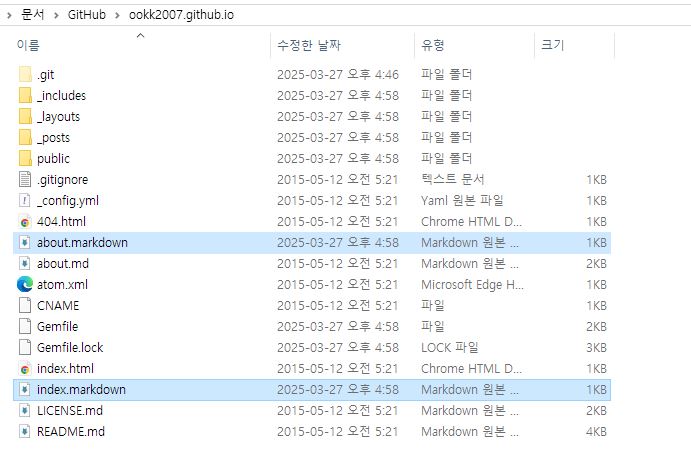 문서 > GitHub > ookk2007.github.io
이름 수정한 날짜 유형 크기
.git 2025-03-27 오후 4:46 파일 폴더
_includes 2025-03-27 오후 4:58 파일 폴더
_layouts 2025-03-27 오후 4:58 파일 폴더
_posts 2025-03-27 오후 4:58 파일 폴더
public 2025-03-27 오후 4:58 파일 폴더
.gitignore 2015-05-12 오전 5:21 텍스트 문서 1KB
_config.yml 2015-05-12 오전 5:21 Yaml 원본 파일 1KB
404.html 2015-05-12 오전 5:21 Chrome HTML D... 1KB
about.markdown 2025-03-27 오후 4:58 Markdown 원본 ... 1KB
about.md 2015-05-12 오전 5:21 Markdown 원본 ... 2KB
atom.xml 2015-05-12 오전 5:21 Microsoft Edge H... 1KB
CNAME 2015-05-12 오전 5:21 파일 1KB
Gemfile 2025-03-27 오후 4:58 파일 2KB
Gemfile.lock 2025-03-27 오후 4:58 LOCK 파일 3KB
index.html 2015-05-12 오전 5:21 Chrome HTML D... 1KB
index.markdown 2025-03-27 오후 4:58 Markdown 원본 ... 1KB
LICENSE.md 2015-05-12 오전 5:21 Markdown 원본 ... 2KB
README.md 2015-05-12 오전 5:21 Markdown 원본 ... 4KB